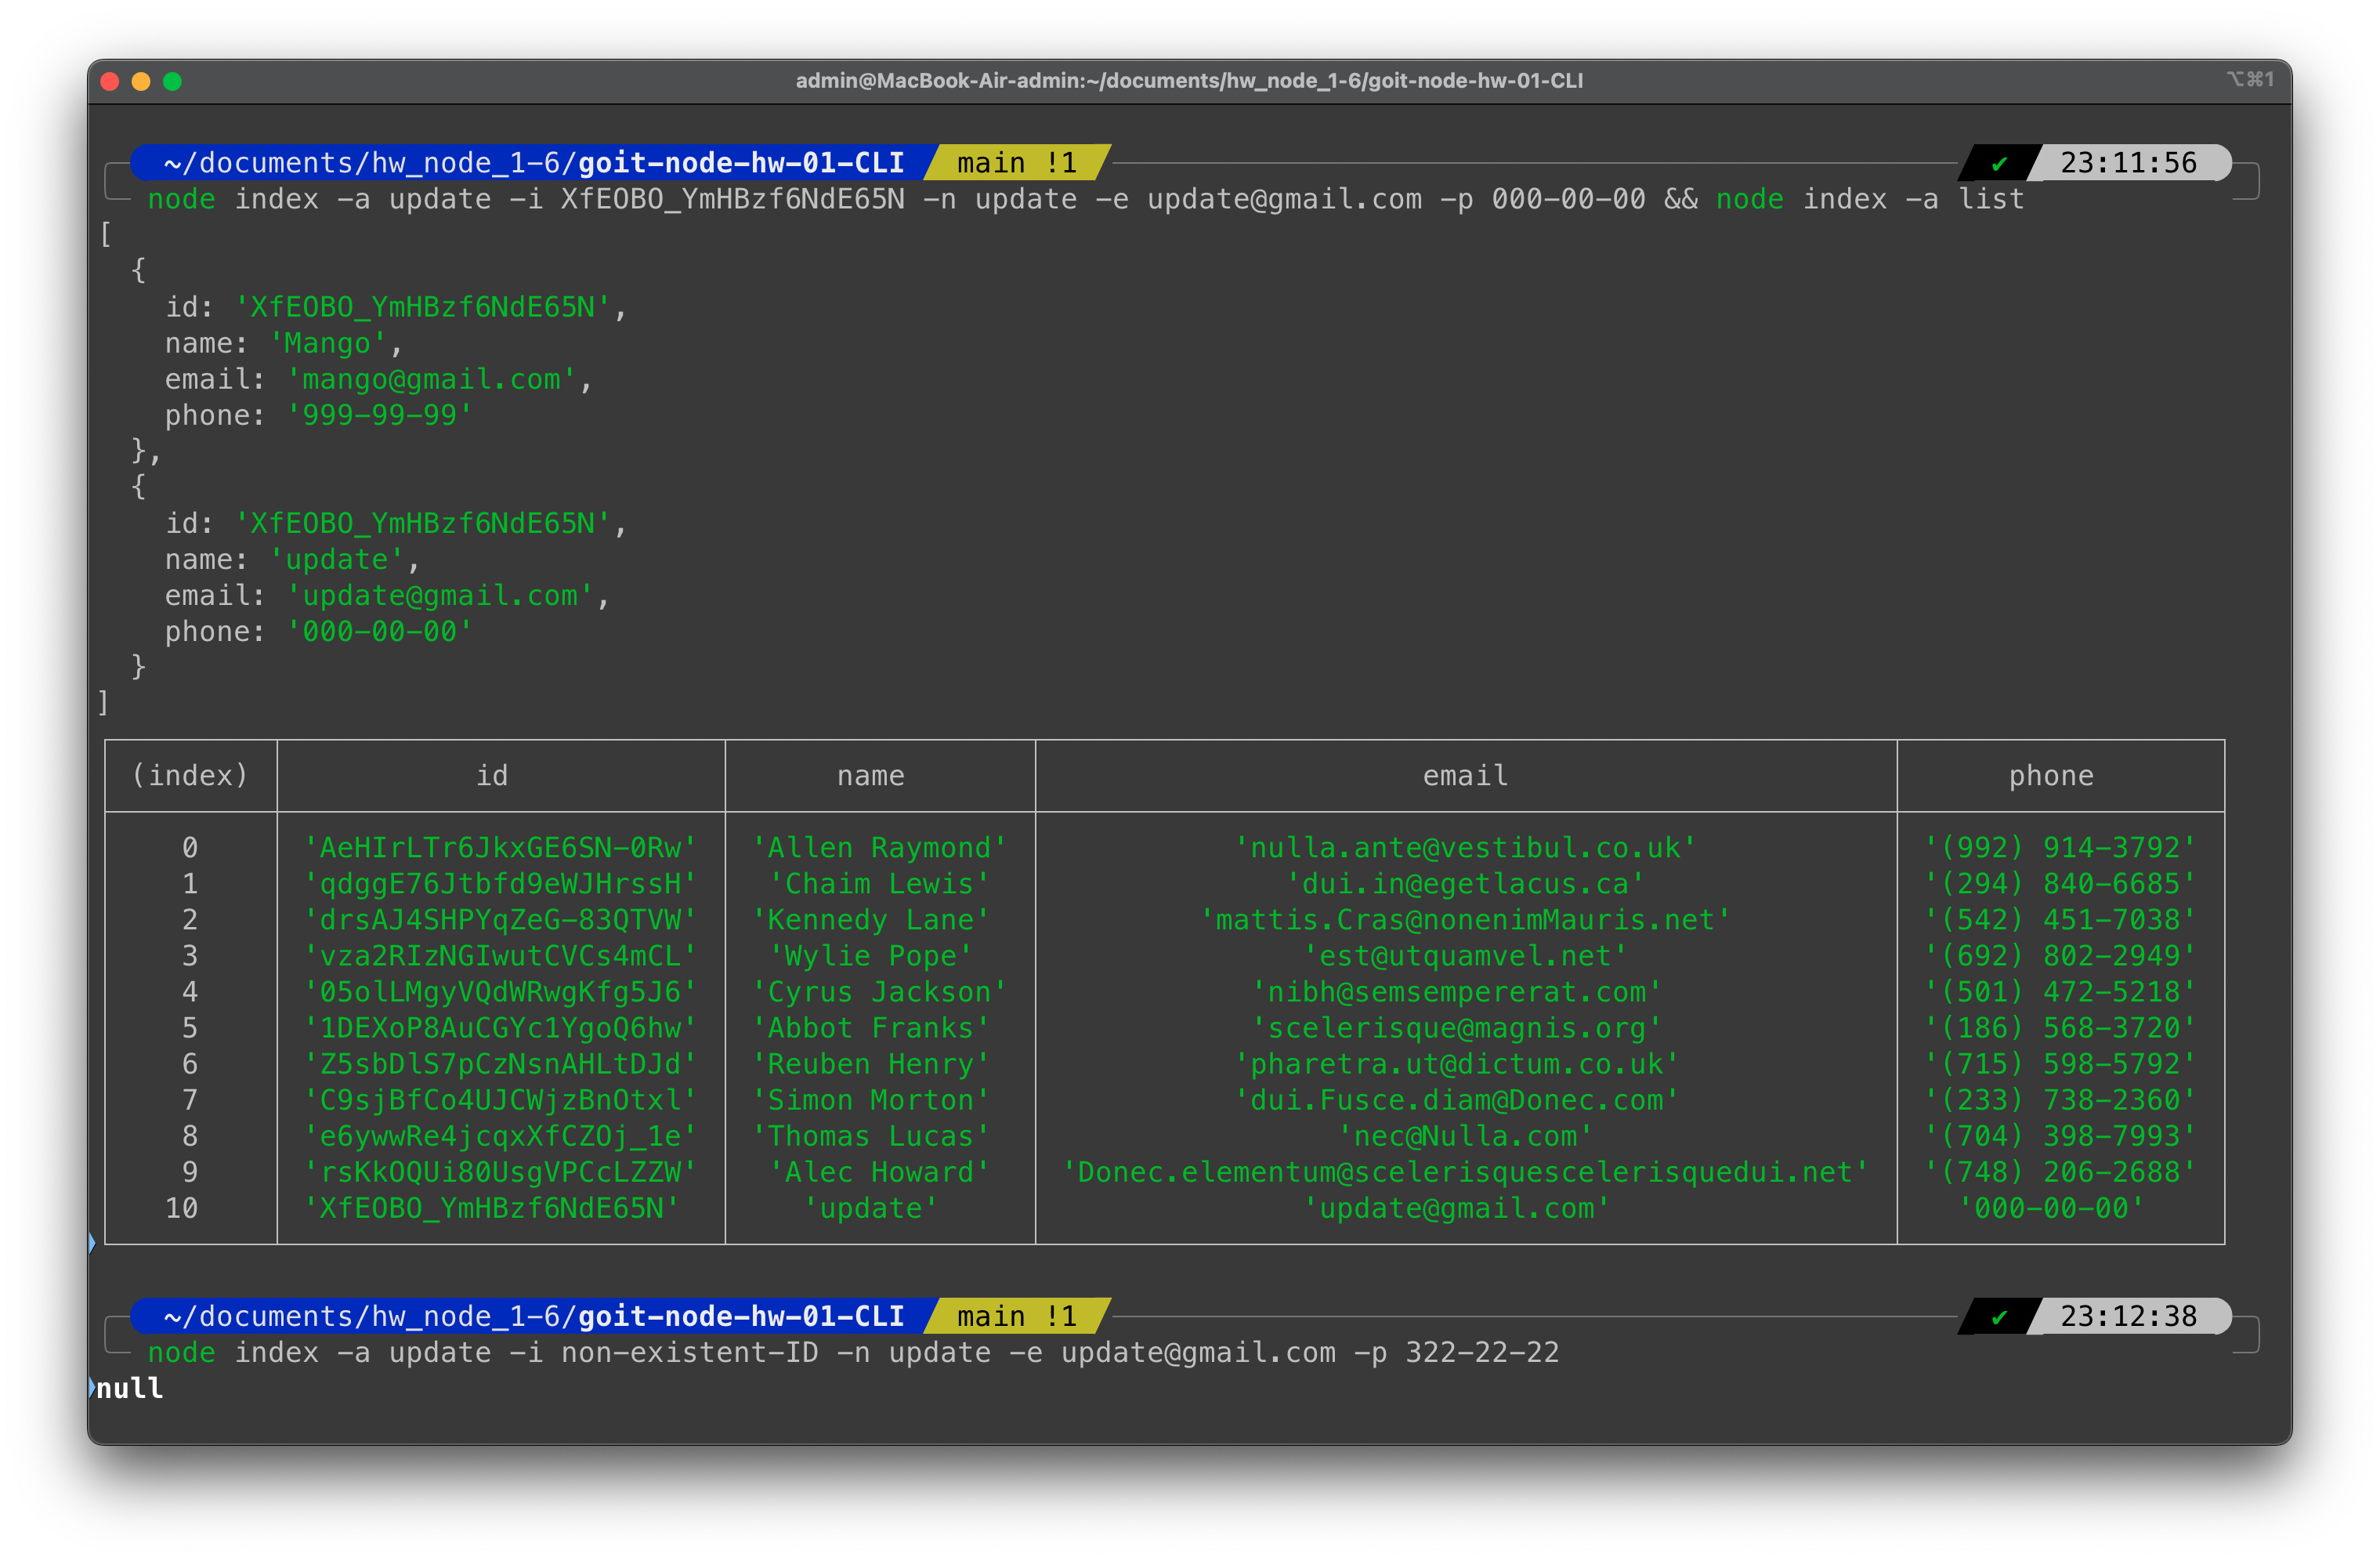 admin@MacBook-Air-admin:~/documents/hw_node_1-6/goit-node-hw-01-CLI ⌥⌘1
~/documents/hw_node_1-6/goit-node-hw-01-CLI main !1 ✔ 23:11:56
node index -a update -i XfEOBO_YmHBzf6NdE65N -n update -e update@gmail.com -p 000-00-00 && node index -a list
[
{
id: 'XfEOBO_YmHBzf6NdE65N',
name: 'Mango',
email: 'mango@gmail.com',
phone: '999-99-99'
},
{
id: 'XfEOBO_YmHBzf6NdE65N',
name: 'update',
email: 'update@gmail.com',
phone: '000-00-00'
}
]
(index) id name email phone
0 'AeHIrLTr6JkxGE6SN-0Rw' 'Allen Raymond' 'nulla.ante@vestibul.co.uk' '(992) 914-3792'
1 'qdggE76Jtbfd9eWJHrssH' 'Chaim Lewis' 'dui.in@egetlacus.ca' '(294) 840-6685'
2 'drsAJ4SHPYqZeG-83QTVW' 'Kennedy Lane' 'mattis.Cras@nonenimMauris.net' '(542) 451-7038'
3 'vza2RIzNGIwutCVCs4mCL' 'Wylie Pope' 'est@utquamvel.net' '(692) 802-2949'
4 '05olLMgyVQdWRwgKfg5J6' 'Cyrus Jackson' 'nibh@semsempererat.com' '(501) 472-5218'
5 '1DEXoP8AuCGYc1YgoQ6hw' 'Abbot Franks' 'scelerisque@magnis.org' '(186) 568-3720'
6 'Z5sbDlS7pCzNsnAHLtDJd' 'Reuben Henry' 'pharetra.ut@dictum.co.uk' '(715) 598-5792'
7 'C9sjBfCo4UJCWjzBnOtxl' 'Simon Morton' 'dui.Fusce.diam@Donec.com' '(233) 738-2360'
8 'e6ywwRe4jcqxXfCZOj_1e' 'Thomas Lucas' 'nec@Nulla.com' '(704) 398-7993'
9 'rsKkOQUi80UsgVPCcLZZW' 'Alec Howard' 'Donec.elementum@scelerisquescelerisquedui.net' '(748) 206-2688'
10 'XfEOBO_YmHBzf6NdE65N' 'update' 'update@gmail.com' '000-00-00'
~/documents/hw_node_1-6/goit-node-hw-01-CLI main !1 ✔ 23:12:38
node index -a update -i non-existent-ID -n update -e update@gmail.com -p 322-22-22
null